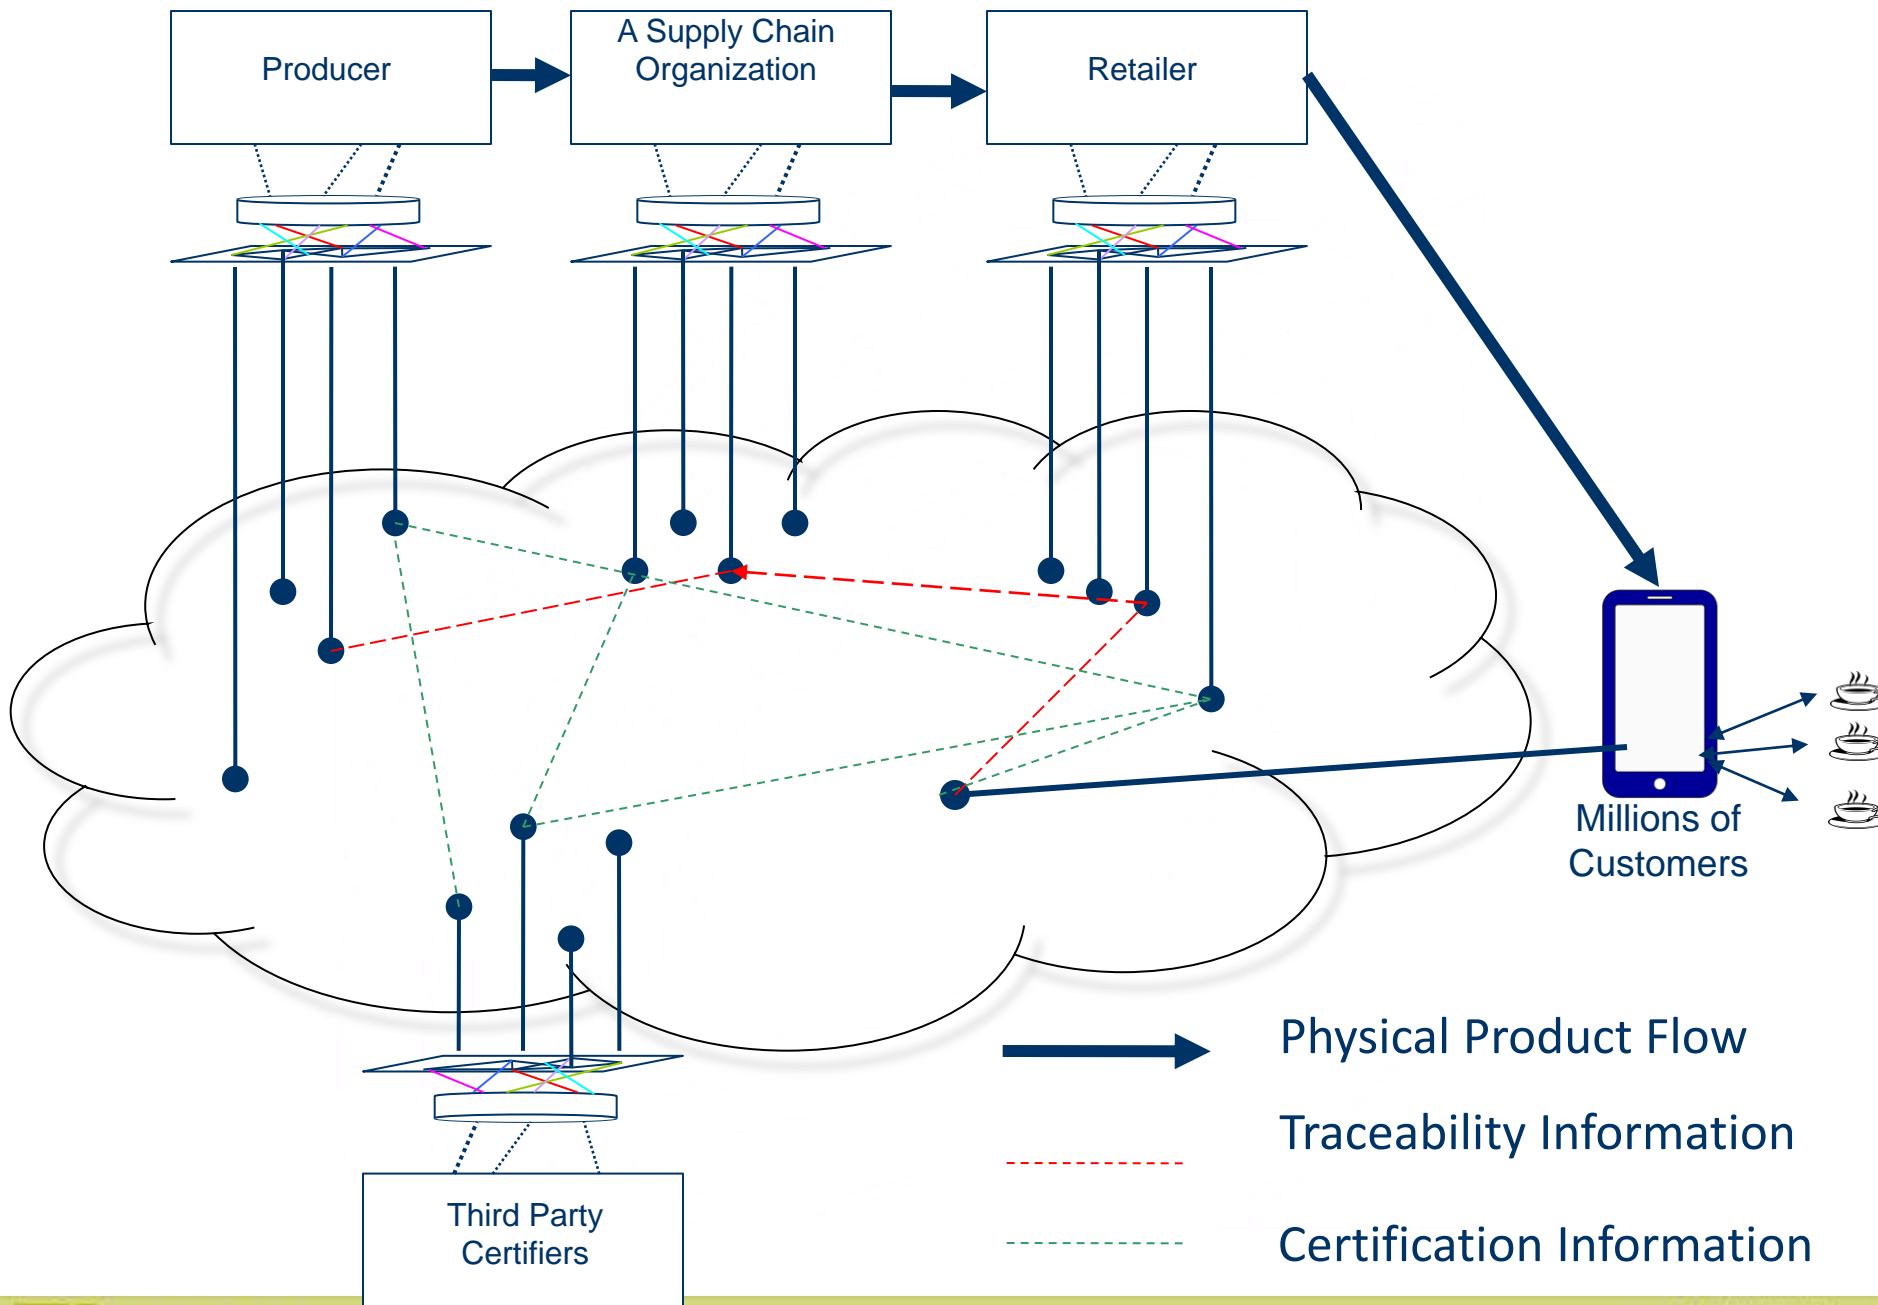 Producer
A Supply Chain
Organization
Retailer
Millions of
Customers
Physical Product Flow
Traceability Information
Certification Information
Third Party
Certifiers